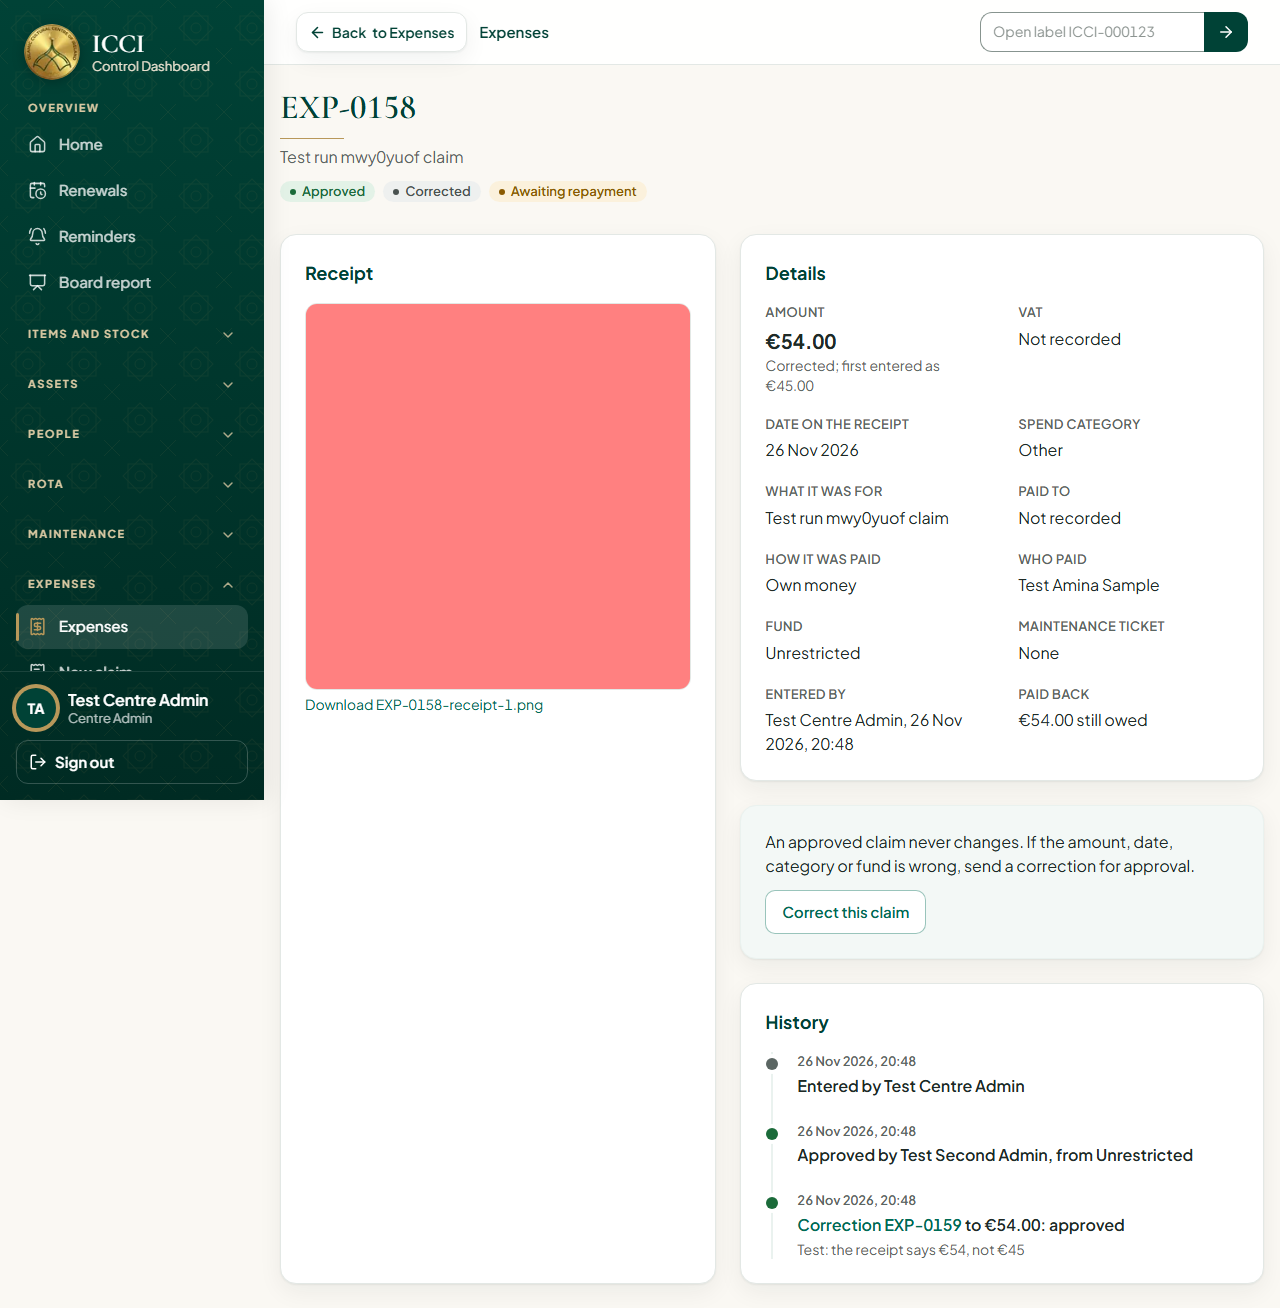 ICCI
Control Dashboard
OVERVIEW
Home
Renewals
Reminders
Board report
ITEMS AND STOCK
ASSETS
PEOPLE
ROTA
MAINTENANCE
EXPENSES
Expenses
New claim
TA
Test Centre Admin
Centre Admin
Sign out
Back to Expenses
Expenses
Open label ICCI-000123
EXP-0158
Test run mwy0yuof claim
Approved
Corrected
Awaiting repayment
Receipt
Download EXP-0158-receipt-1.png
Details
AMOUNT
€54.00
Corrected; first entered as
€45.00
VAT
Not recorded
DATE ON THE RECEIPT
26 Nov 2026
SPEND CATEGORY
Other
WHAT IT WAS FOR
Test run mwy0yuof claim
PAID TO
Not recorded
HOW IT WAS PAID
Own money
WHO PAID
Test Amina Sample
FUND
Unrestricted
MAINTENANCE TICKET
None
ENTERED BY
Test Centre Admin, 26 Nov
2026, 20:48
PAID BACK
€54.00 still owed
An approved claim never changes. If the amount, date,
category or fund is wrong, send a correction for approval.
Correct this claim
History
26 Nov 2026, 20:48
Entered by Test Centre Admin
26 Nov 2026, 20:48
Approved by Test Second Admin, from Unrestricted
26 Nov 2026, 20:48
Correction EXP-0159 to €54.00: approved
Test: the receipt says €54, not €45